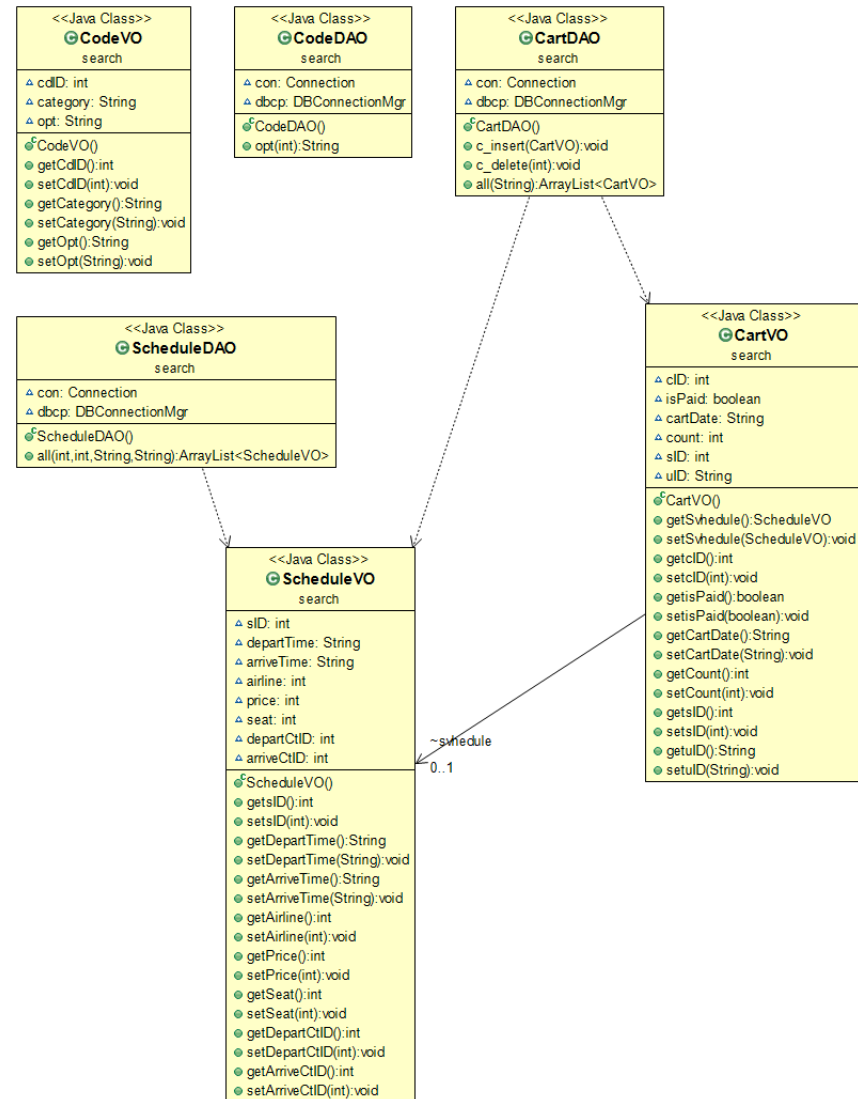 <<Java Class>>
CodeVO
search
cdID: int
category: String
opt: String
CodeVO()
getCdID():int
setCdID(int):void
getCategory():String
setCategory(String):void
getOpt():String
setOpt(String):void
<<Java Class>>
CodeDAO
search
con: Connection
dbcp: DBConnectionMgr
CodeDAO()
opt(int):String
<<Java Class>>
CartDAO
search
con: Connection
dbcp: DBConnectionMgr
CartDAO()
c_insert(CartVO):void
c_delete(int):void
all(String):ArrayList<CartVO>
<<Java Class>>
ScheduleDAO
search
con: Connection
dbcp: DBConnectionMgr
ScheduleDAO()
all(int,int,String,String):ArrayList<ScheduleVO>
<<Java Class>>
CartVO
search
cID: int
isPaid: boolean
cartDate: String
count: int
sID: int
uID: String
CartVO()
getSvhedule():ScheduleVO
setSvhedule(ScheduleVO):void
getcID():int
setcID(int):void
getisPaid():boolean
setisPaid(boolean):void
getCartDate():String
setCartDate(String):void
getCount():int
setCount(int):void
getsID():int
setsID(int):void
getuID():String
setuID(String):void
<<Java Class>>
ScheduleVO
search
sID: int
departTime: String
arriveTime: String
airline: int
price: int
seat: int
departCtID: int
arriveCtID: int
ScheduleVO()
getsID():int
setsID(int):void
getDepartTime():String
setDepartTime(String):void
getArriveTime():String
setArriveTime(String):void
getAirline():int
setAirline(int):void
getPrice():int
setPrice(int):void
getSeat():int
setSeat(int):void
getDepartCtID():int
setDepartCtID(int):void
getArriveCtID():int
setArriveCtID(int):void
~svhedule
0..1